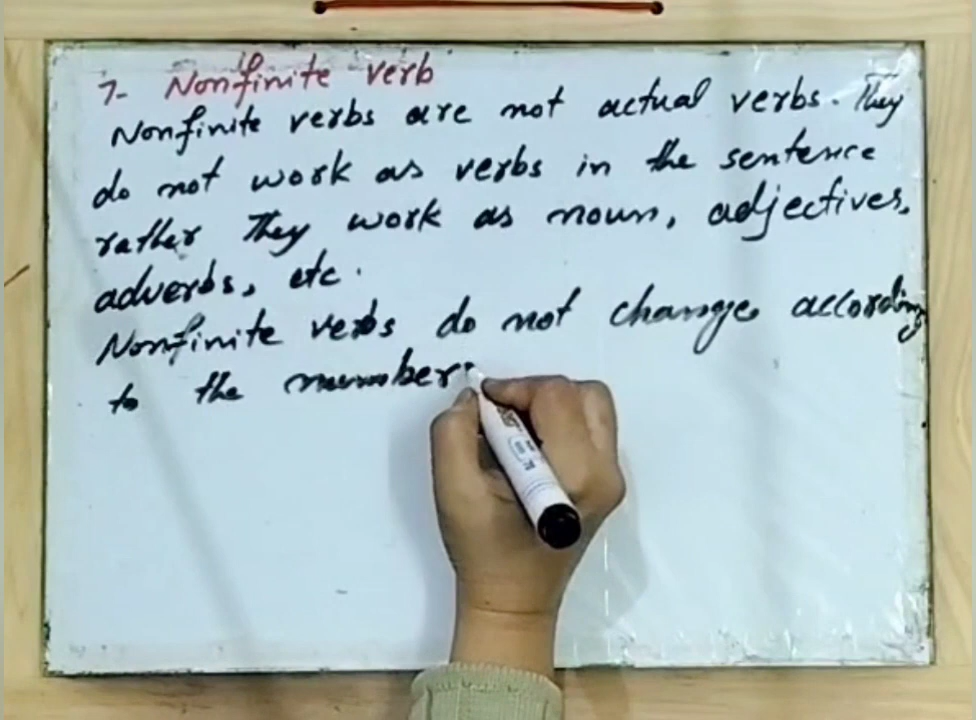 7- Nonfinite verb
Nonfinite verbs are not actual verbs. They
do not work as verbs in the sentence
rather they work as noun, adjectives,
adverbs, etc.
Nonfinite verbs do not change according
to the number